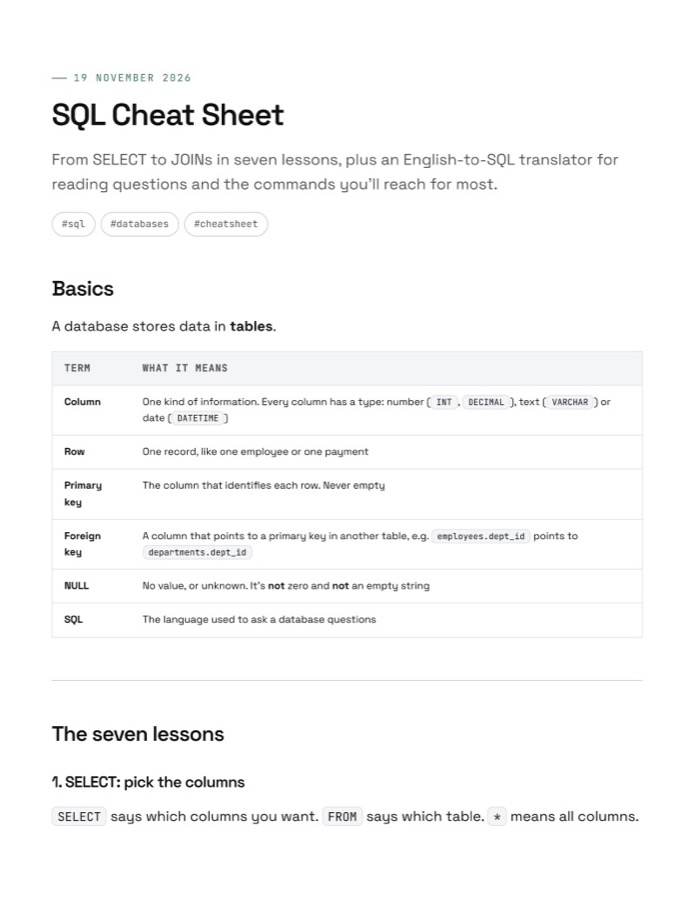 19 NOVEMBER 2026
SQL Cheat Sheet
From SELECT to JOINs in seven lessons, plus an English-to-SQL translator for
reading questions and the commands you'll reach for most.
#sql #databases #cheatsheet
Basics
A database stores data in tables.
TERM WHAT IT MEANS
Column One kind of information. Every column has a type: number ( INT , DECIMAL ), text ( VARCHAR ) or
date ( DATETIME )
Row One record, like one employee or one payment
Primary The column that identifies each row. Never empty
key
Foreign A column that points to a primary key in another table, e.g. employees.dept_id points to
key departments.dept_id
NULL No value, or unknown. It's not zero and not an empty string
SQL The language used to ask a database questions
The seven lessons
1. SELECT: pick the columns
SELECT says which columns you want. FROM says which table. * means all columns.